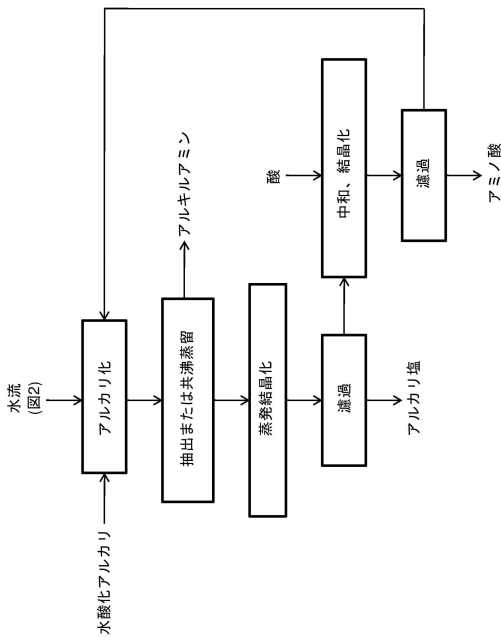 水流
(図2)
水酸化アルカリ
アルカリ化
抽出または共沸蒸留
アルキルアミン
蒸発結晶化
濾過
アルカリ塩
酸
中和、結晶化
濾過
アミノ酸